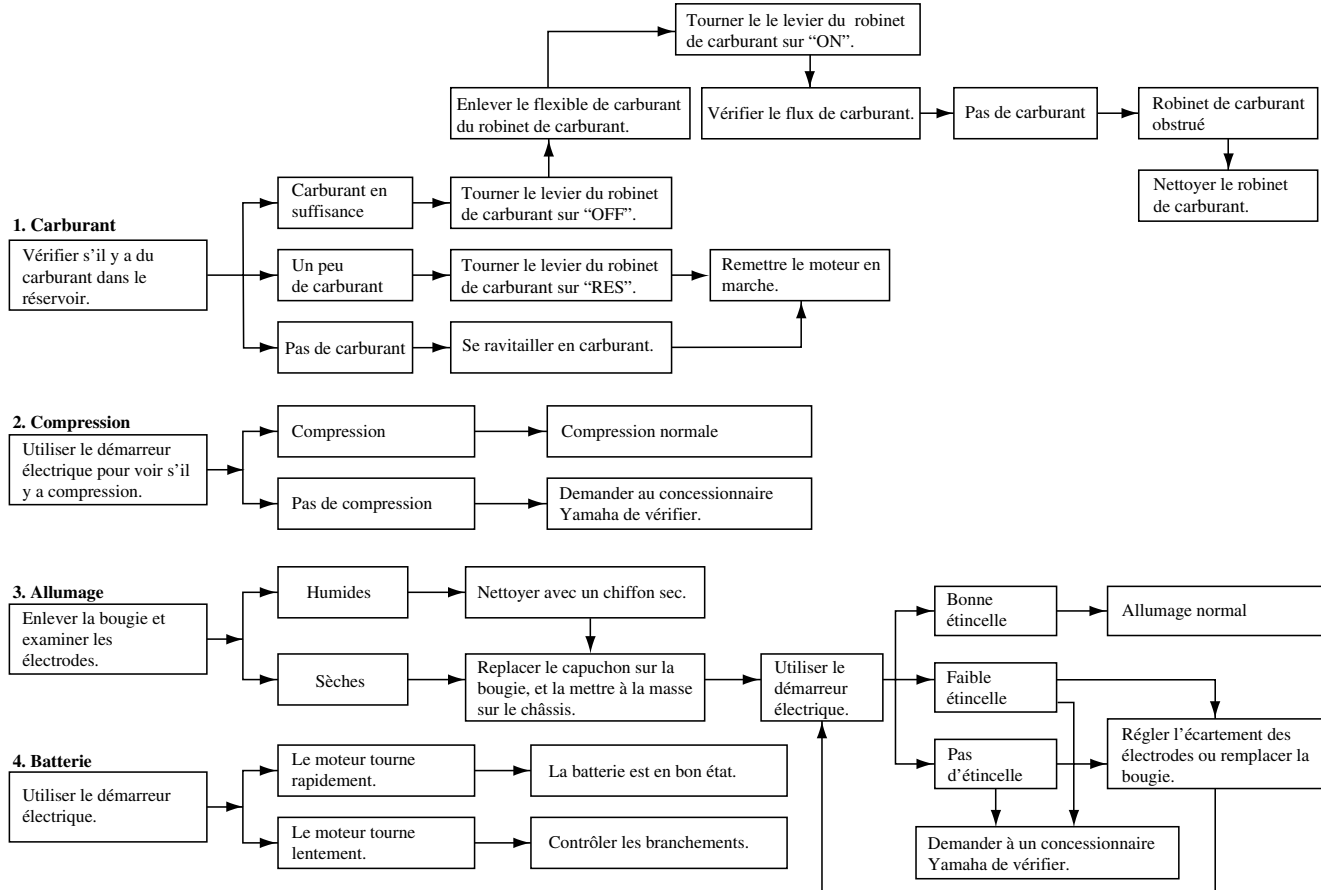 Tourner le le levier du robinet
de carburant sur “ON”.
Enlever le flexible de carburant
du robinet de carburant.
Vérifier le flux de carburant.
Pas de carburant
Robinet de carburant
obstrué
Nettoyer le robinet
de carburant.
Carburant en
suffisance
Tourner le levier du robinet
de carburant sur “OFF”.
1. Carburant
Vérifier s’il y a du
carburant dans le
réservoir.
Un peu
de carburant
Tourner le levier du robinet
de carburant sur “RES”.
Remettre le moteur en
marche.
Pas de carburant
Se ravitailler en carburant.
2. Compression
Utiliser le démarreur
électrique pour voir s’il
y a compression.
Compression
Compression normale
Pas de compression
Demander au concessionnaire
Yamaha de vérifier.
3. Allumage
Enlever la bougie et
examiner les
électrodes.
Humides
Nettoyer avec un chiffon sec.
Sèches
Replacer le capuchon sur la
bougie, et la mettre à la masse
sur le châssis.
Utiliser le
démarreur
électrique.
Bonne
étincelle
Allumage normal
Faible
étincelle
Pas
d’étincelle
Régler l’écartement des
électrodes ou remplacer la
bougie.
Demander à un concessionnaire
Yamaha de vérifier.
4. Batterie
Utiliser le démarreur
électrique.
Le moteur tourne
rapidement.
La batterie est en bon état.
Le moteur tourne
lentement.
Contrôler les branchements.